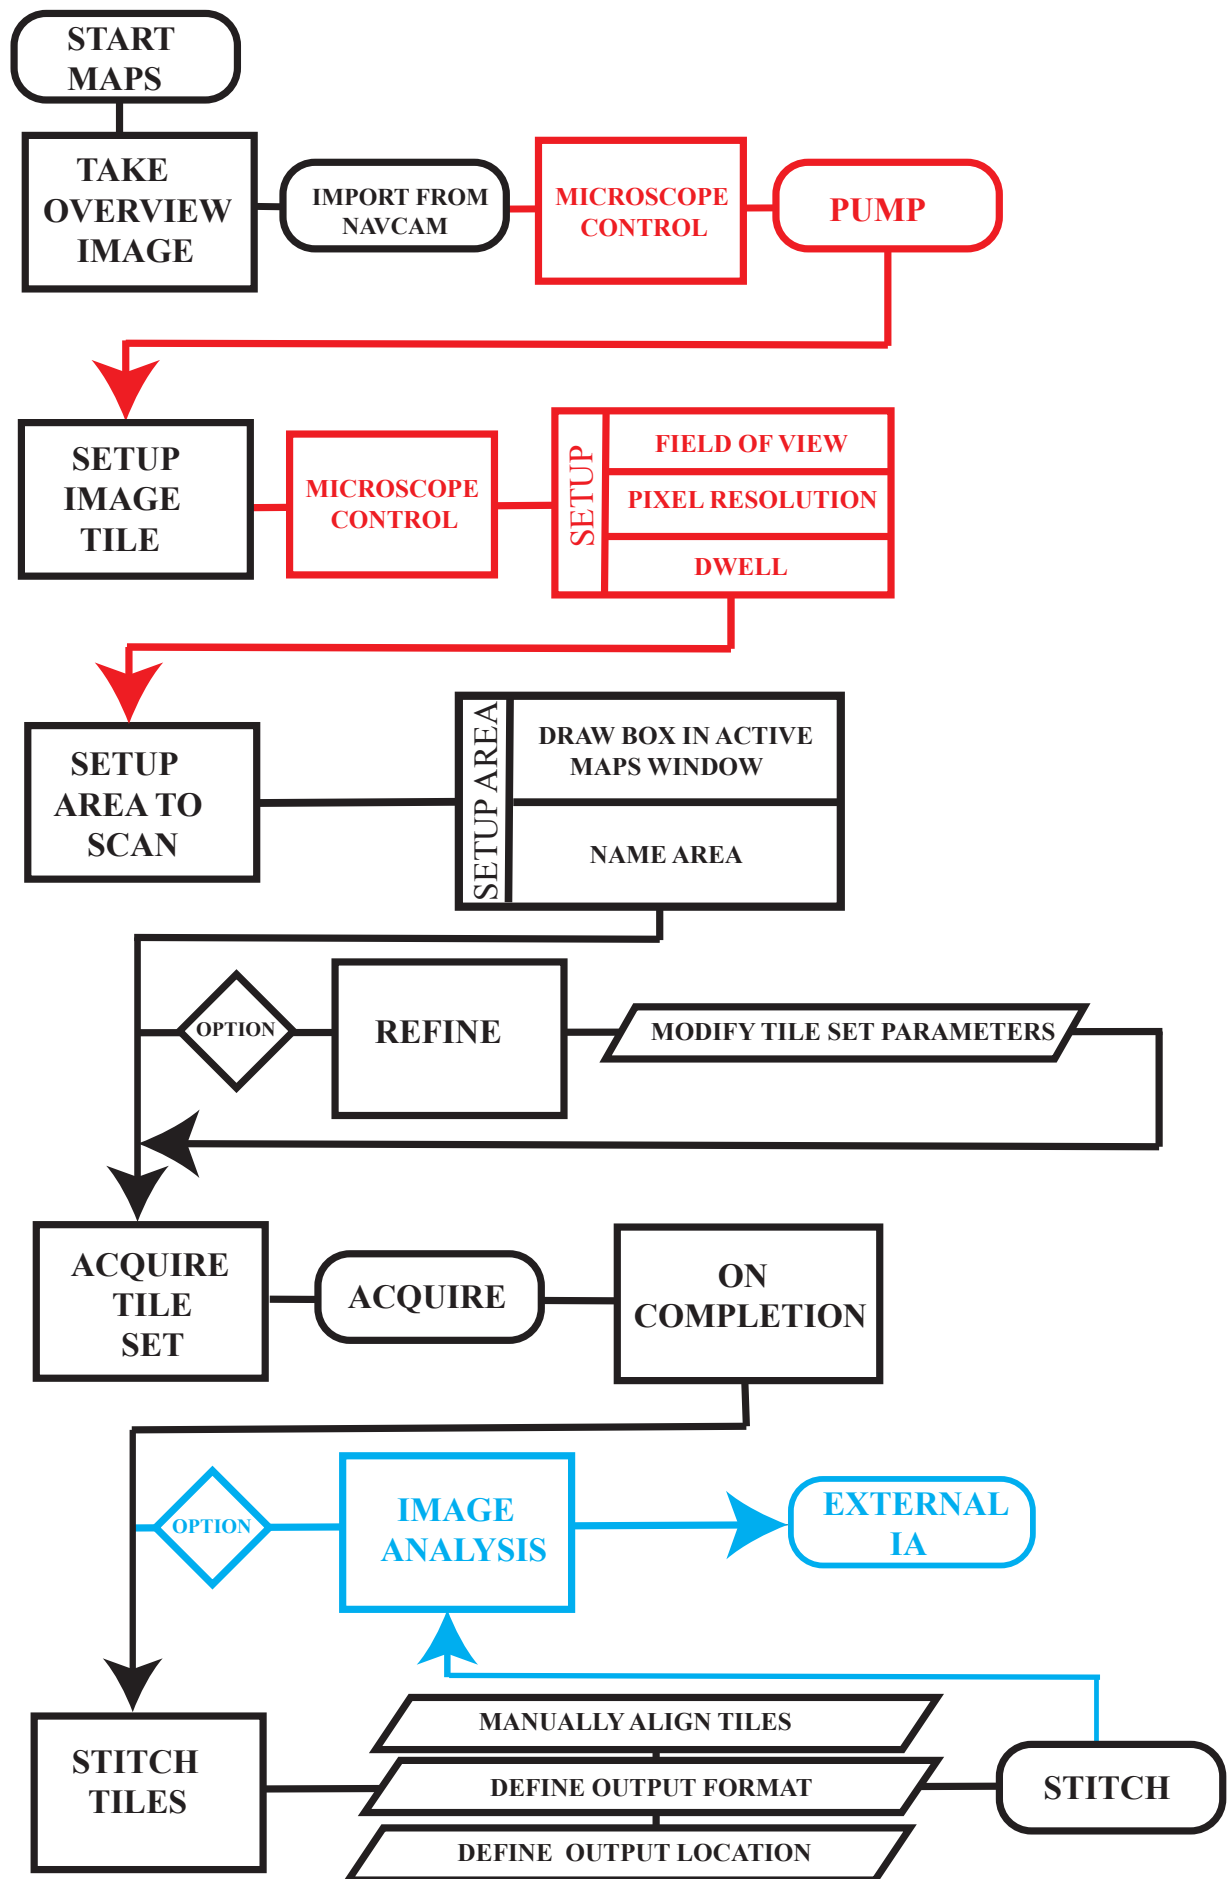 START
MAPS
TAKE
OVERVIEW
IMAGE
IMPORT FROM
NAVCAM
MICROSCOPE
CONTROL
PUMP
SETUP
IMAGE
TILE
MICROSCOPE
CONTROL
SETUP
FIELD OF VIEW
PIXEL RESOLUTION
DWELL
SETUP
AREA TO
SCAN
SETUP AREA
DRAW BOX IN ACTIVE
MAPS WINDOW
NAME AREA
OPTION
REFINE
MODIFY TILE SET PARAMETERS
ACQUIRE
TILE
SET
ACQUIRE
ON
COMPLETION
OPTION
IMAGE
ANALYSIS
EXTERNAL
IA
STITCH
TILES
MANUALLY ALIGN TILES
DEFINE OUTPUT FORMAT
DEFINE OUTPUT LOCATION
STITCH